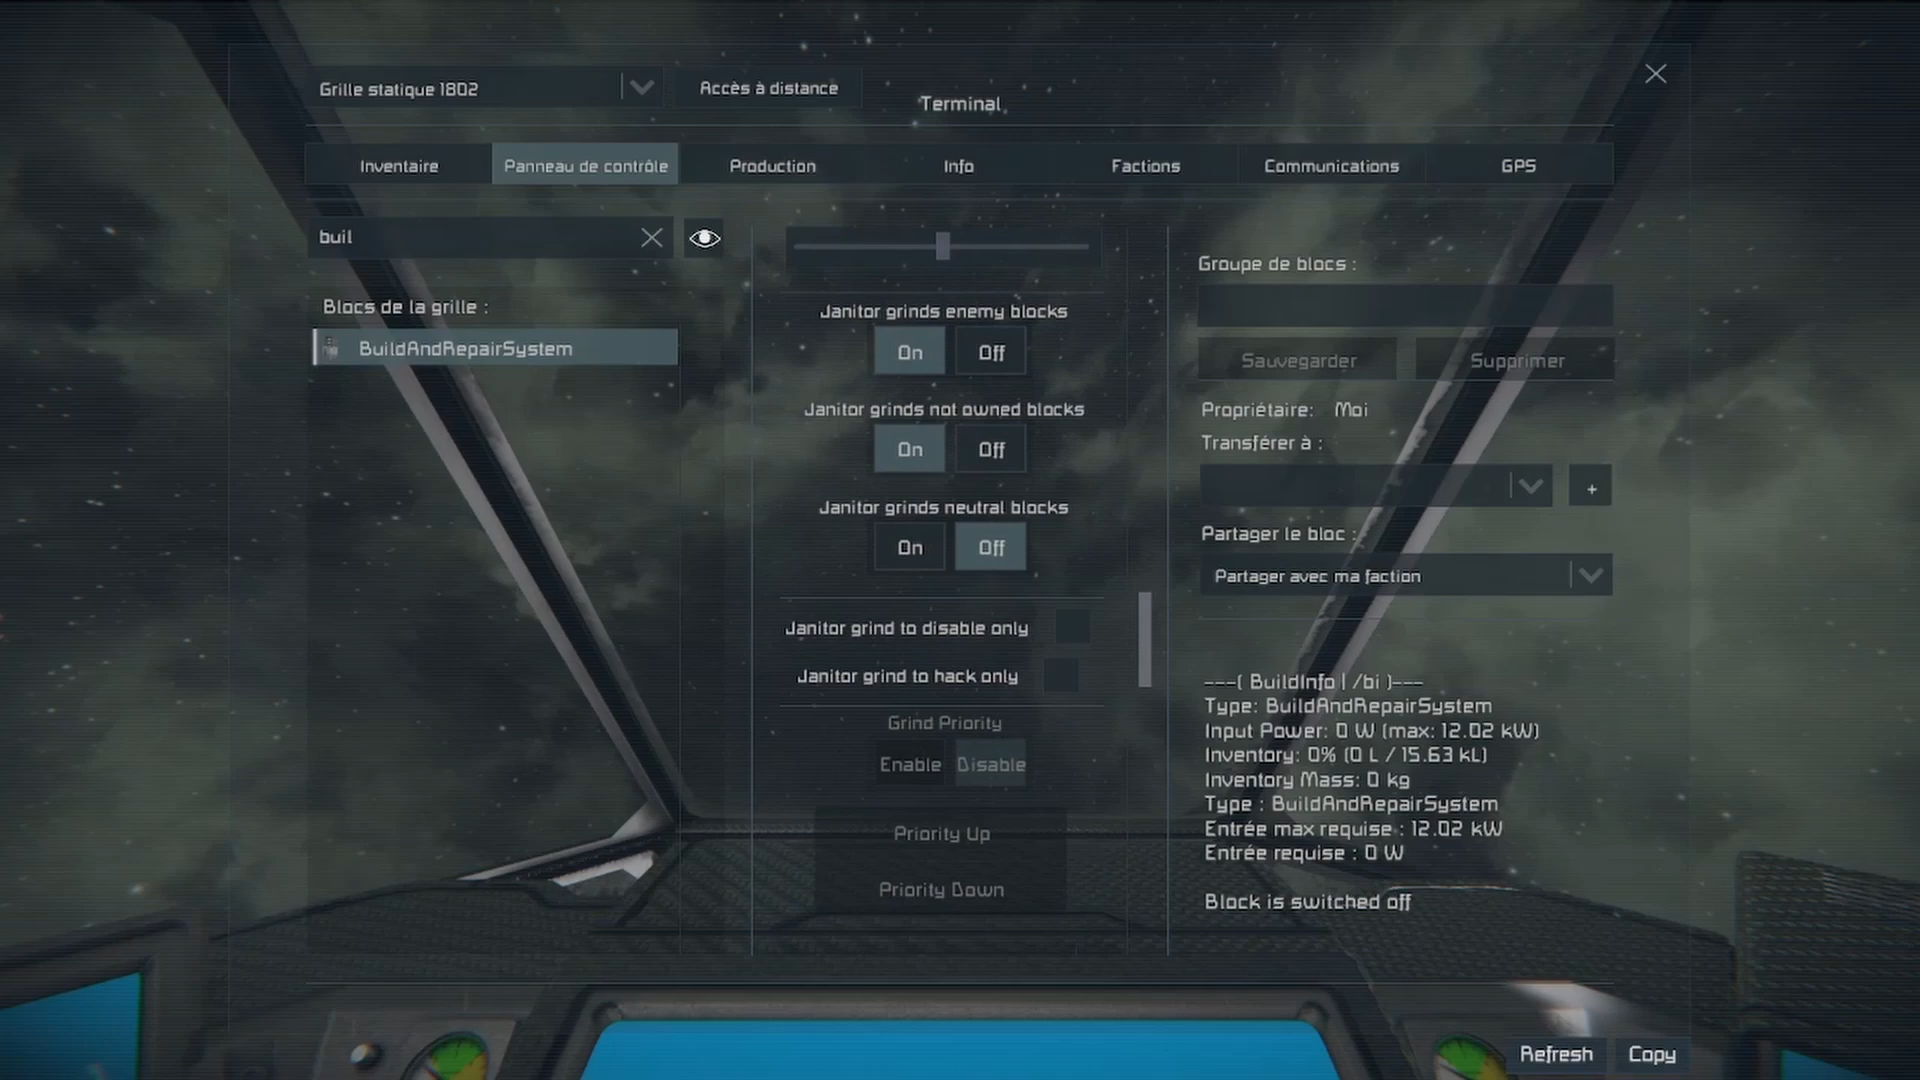 Grille statique 1802
Accès à distance
Terminal
Inventaire
Panneau de contrôle
Production
Info
Factions
Communications
GPS
buil
Blocs de la grille :
BuildAndRepairSystem
Janitor grinds enemy blocks
On Off
Janitor grinds not owned blocks
On Off
Janitor grinds neutral blocks
On Off
Janitor grind to disable only
Janitor grind to hack only
Grind Priority
Enable Disable
Priority Up
Priority Down
Groupe de blocs :
Sauvegarder Supprimer
Propriétaire: Moi
Transférer à :
+
Partager le bloc :
Partager avec ma faction
---( BuildInfo | /bi )---
Type: BuildAndRepairSystem
Input Power: 0 W (max: 12.02 kW)
Inventory: 0% (0 L / 15.63 kL)
Inventory Mass: 0 kg
Type : BuildAndRepairSystem
Entrée max requise : 12.02 kW
Entrée requise : 0 W
Block is switched off
Refresh Copy